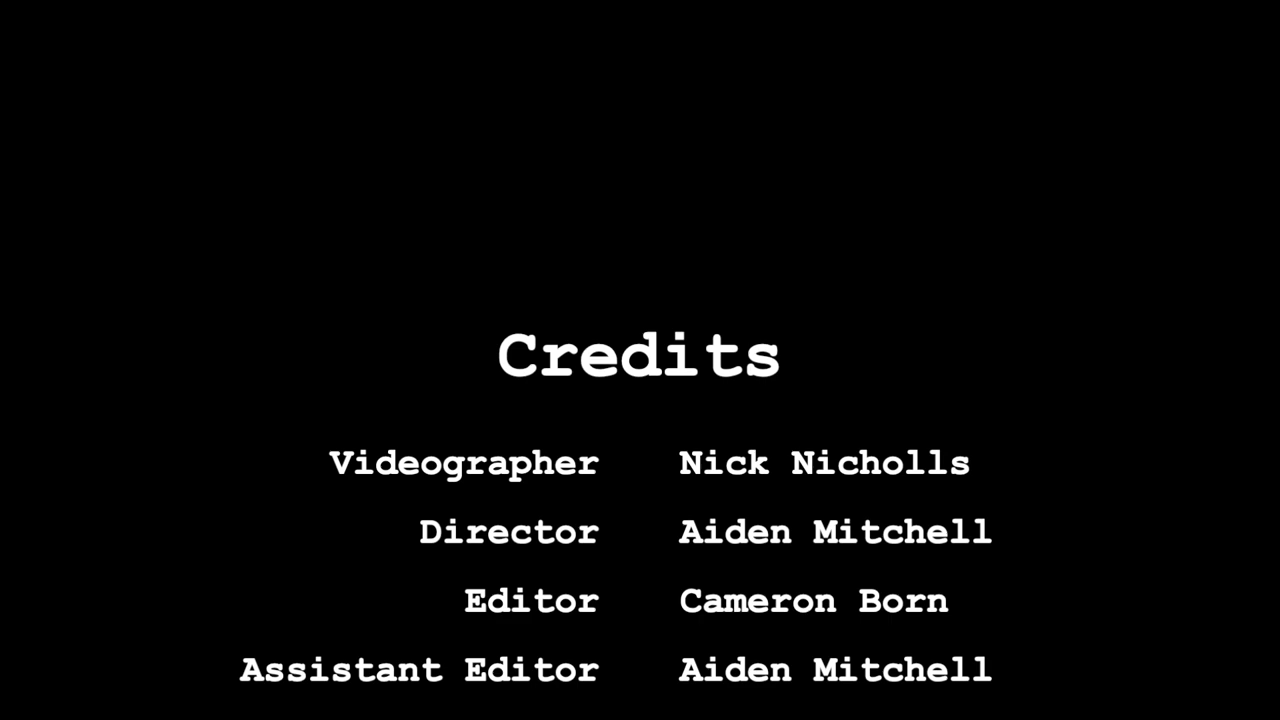 Credits
Videographer Nick Nicholls
Director Aiden Mitchell
Editor Cameron Born
Assistant Editor Aiden Mitchell